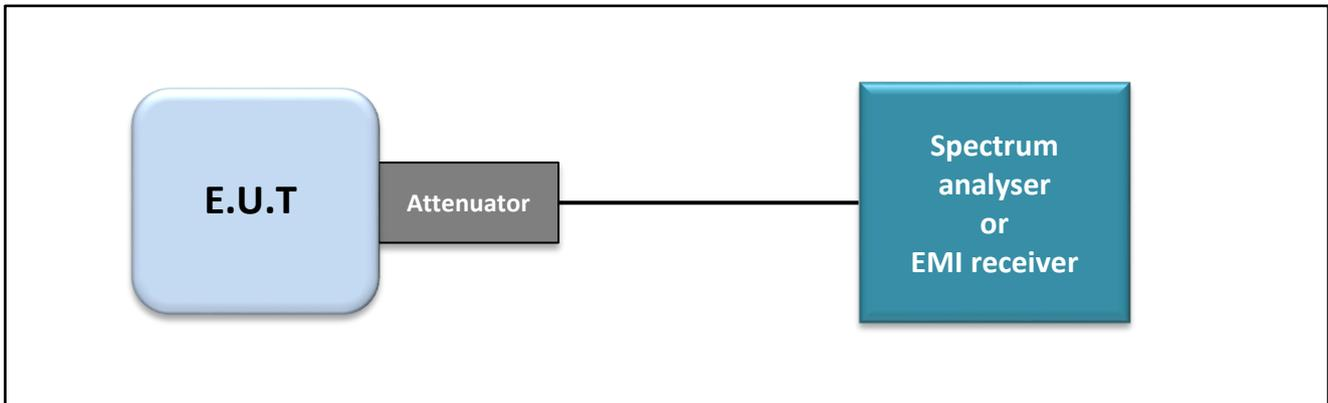 E.U.T
Attenuator
Spectrum
analyser
or
EMI receiver